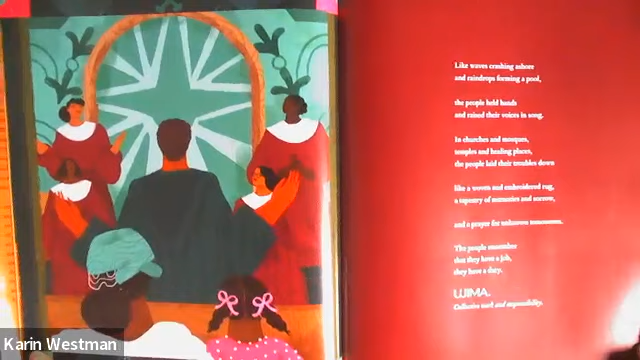 Like waves crashing ashore
and raindrops forming a pool,
the people held hands
and raised their voices in song.
In churches and mosques,
temples and healing places,
the people laid their troubles down
like a woven and embroidered rug,
a tapestry of memories and sorrow,
and a prayer for unknown tomorrows.
The people remember
that they have a job,
they have a duty.
UJIMA.
Collective work and responsibility.
Karin Westman